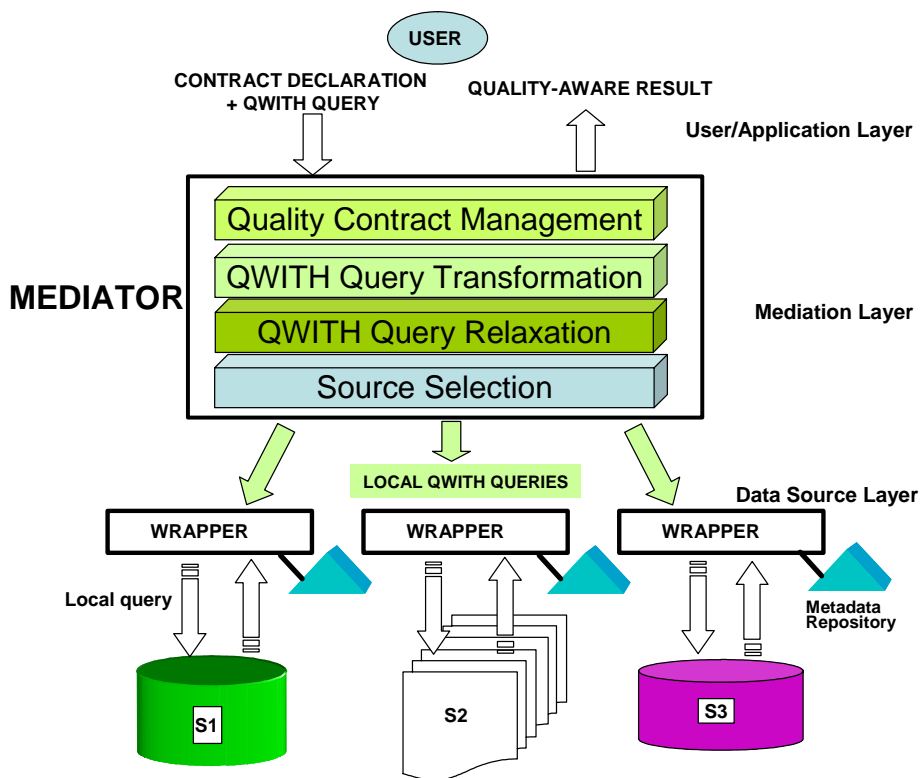 USER
CONTRACT DECLARATION
+ QWITH QUERY
QUALITY-AWARE RESULT
User/Application Layer
Quality Contract Management
QWITH Query Transformation
MEDIATOR
QWITH Query Relaxation
Mediation Layer
Source Selection
LOCAL QWITH QUERIES
Data Source Layer
WRAPPER
WRAPPER
WRAPPER
Local query
Metadata
Repository
S1
S2
S3